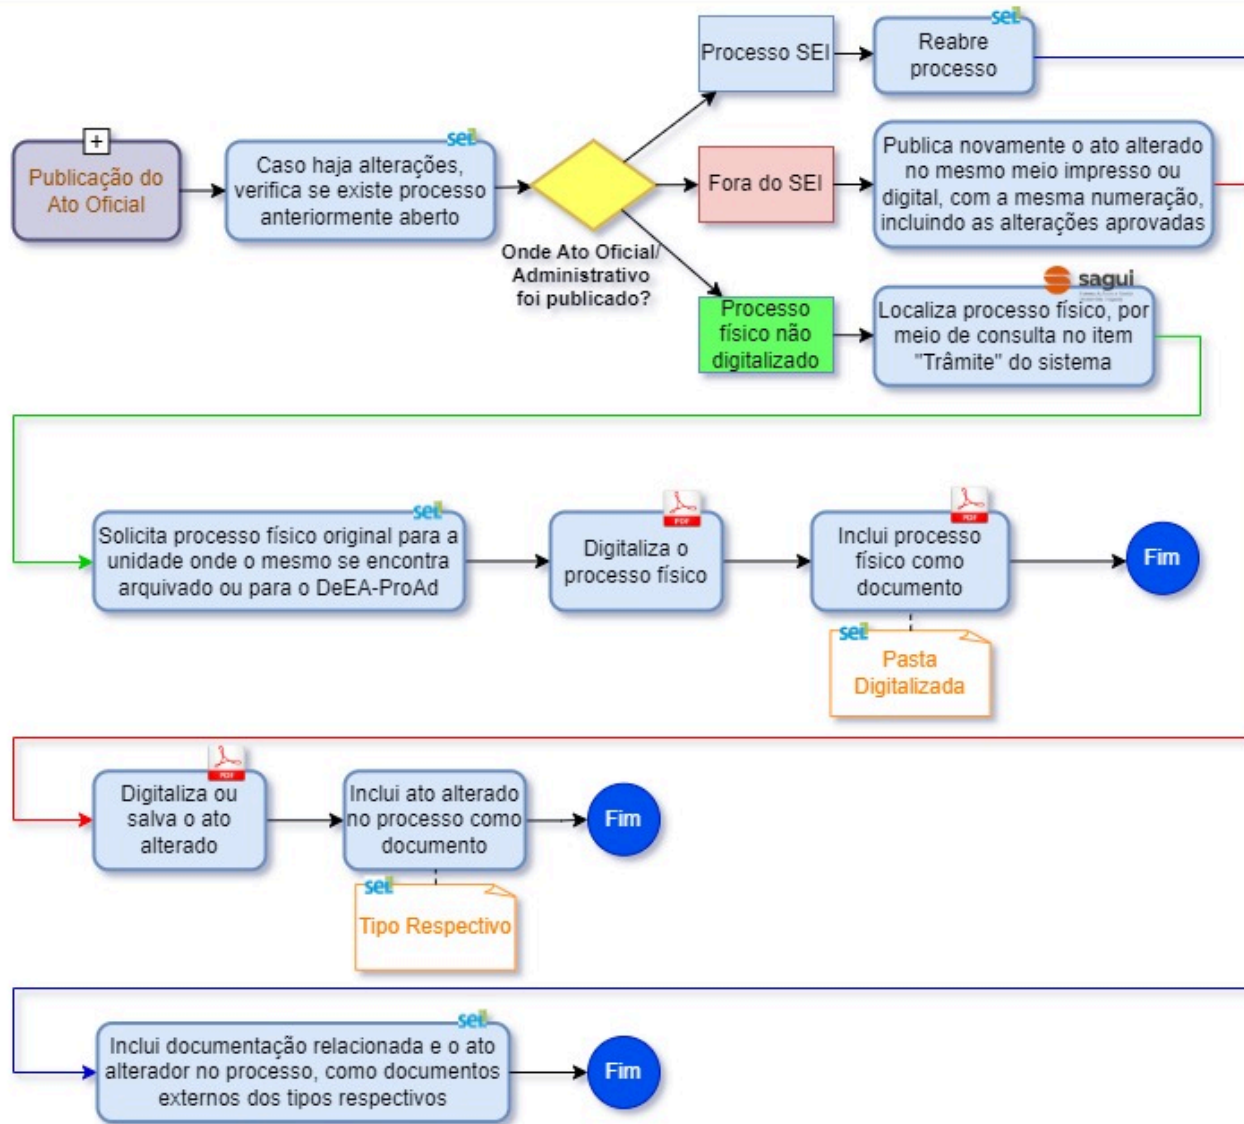 Publicação do
Ato Oficial
sei!
Caso haja alterações,
verifica se existe processo
anteriormente aberto
Onde Ato Oficial/
Administrativo
foi publicado?
Processo SEI
sei!
Reabre
processo
Fora do SEI
Publica novamente o ato alterado
no mesmo meio impresso ou
digital, com a mesma numeração,
incluindo as alterações aprovadas
Processo
físico não
digitalizado
sagui
Localiza processo físico, por
meio de consulta no item
"Trâmite" do sistema
sei!
Solicita processo físico original para a
unidade onde o mesmo se encontra
arquivado ou para o DeEA-ProAd
PDF
Digitaliza o
processo físico
PDF
Inclui processo
físico como
documento
Fim
sei!
Pasta
Digitalizada
PDF
Digitaliza ou
salva o ato
alterado
Inclui ato alterado
no processo como
documento
Fim
sei!
Tipo Respectivo
sei!
Inclui documentação relacionada e o ato
alterador no processo, como documentos
externos dos tipos respectivos
Fim